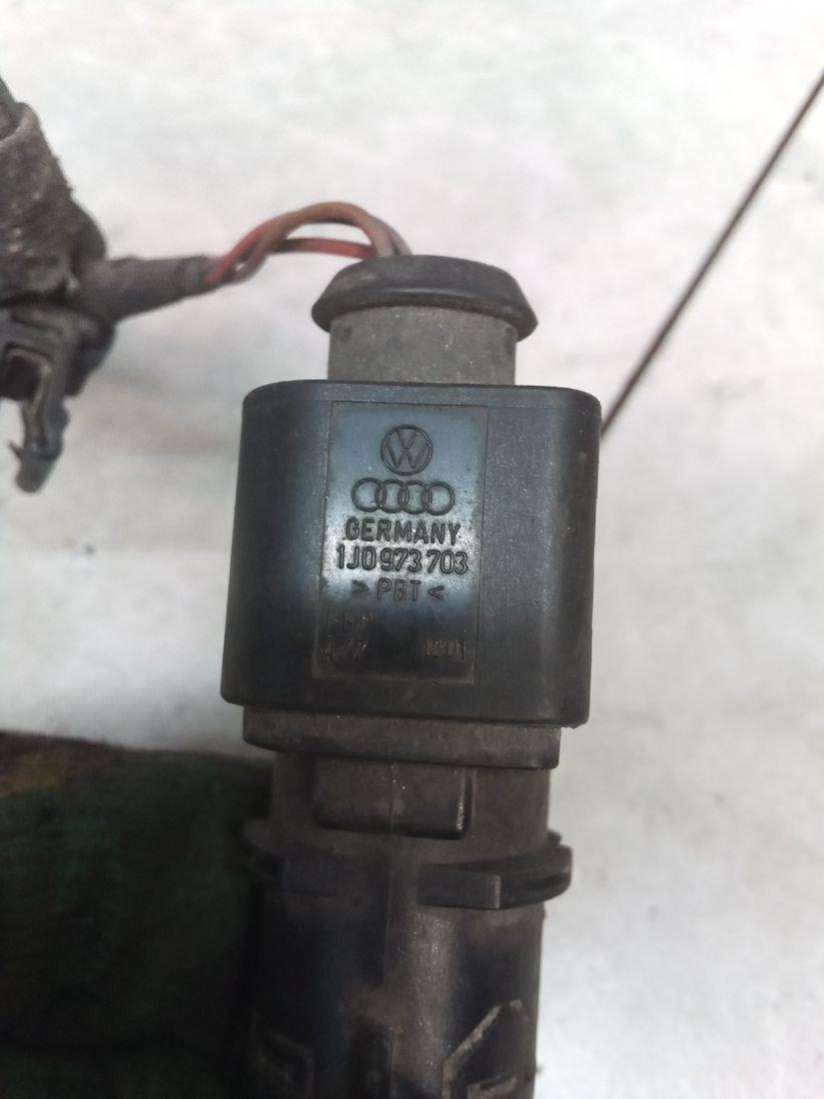 GERMANY
1J0 973 703
> PBT <